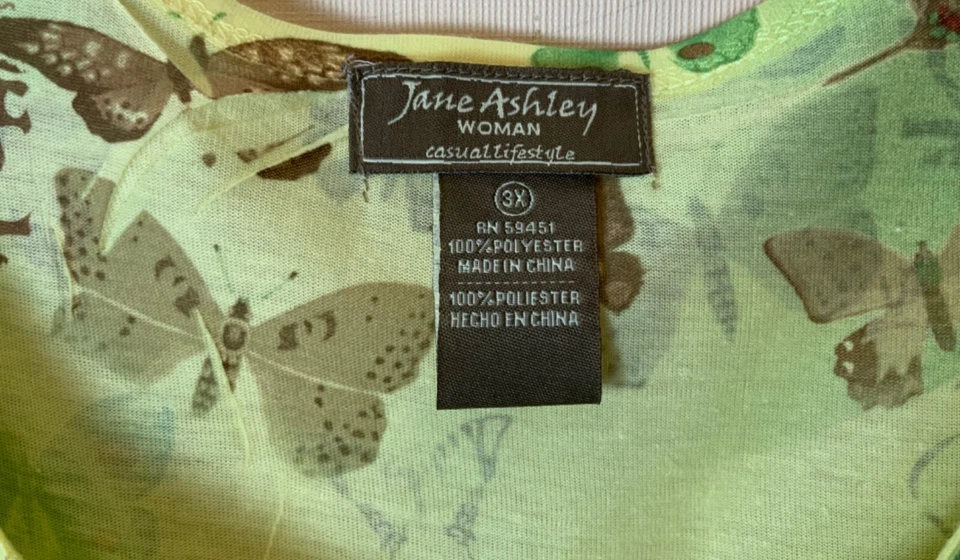 Jane Ashley
WOMAN
casuallifestyle
3X
RN 59451
100%POLYESTER
MADE IN CHINA
100%POLIESTER
HECHO EN CHINA